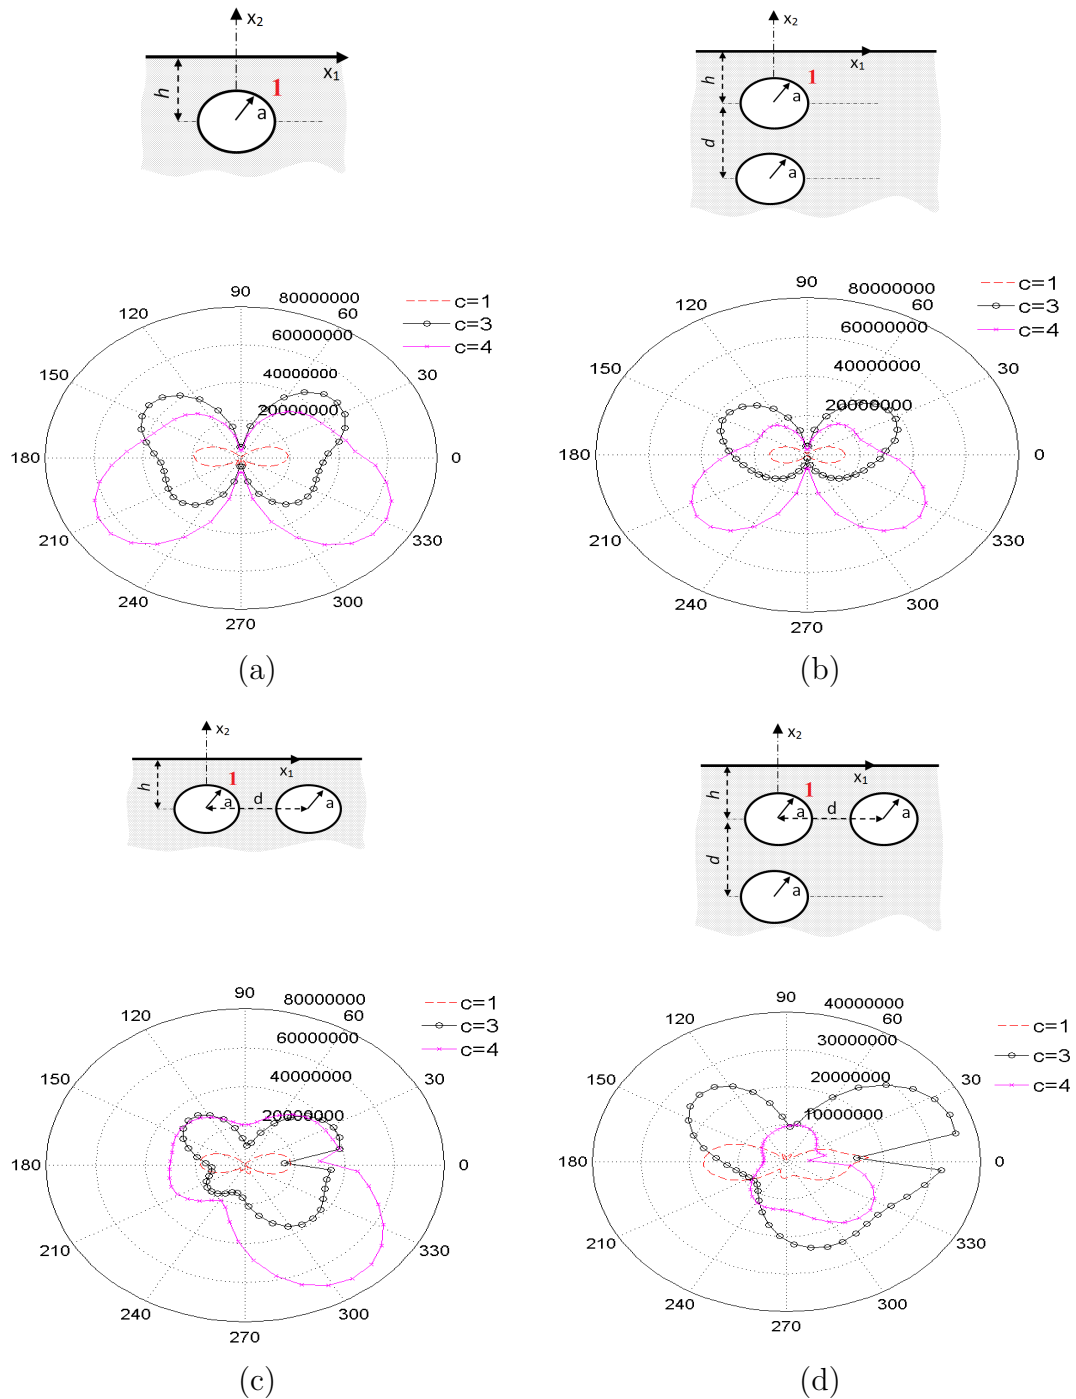 x2
x1
1
h
a
x2
x1
1
h
a
d
a
90
80000000
60
c=1
c=3
c=4
120
60000000
150
40000000
30
20000000
180
0
210
330
240
300
270
(a)
90
80000000
60
c=1
c=3
c=4
120
60000000
150
40000000
30
20000000
180
0
210
330
240
300
270
(b)
x2
x1
1
h
a
d
a
x2
x1
1
h
a
d
a
d
a
90
80000000
60
c=1
c=3
c=4
120
60000000
150
40000000
30
20000000
180
0
210
330
240
300
270
(c)
90
40000000
60
c=1
c=3
c=4
120
30000000
150
20000000
30
10000000
180
0
210
330
240
300
270
(d)